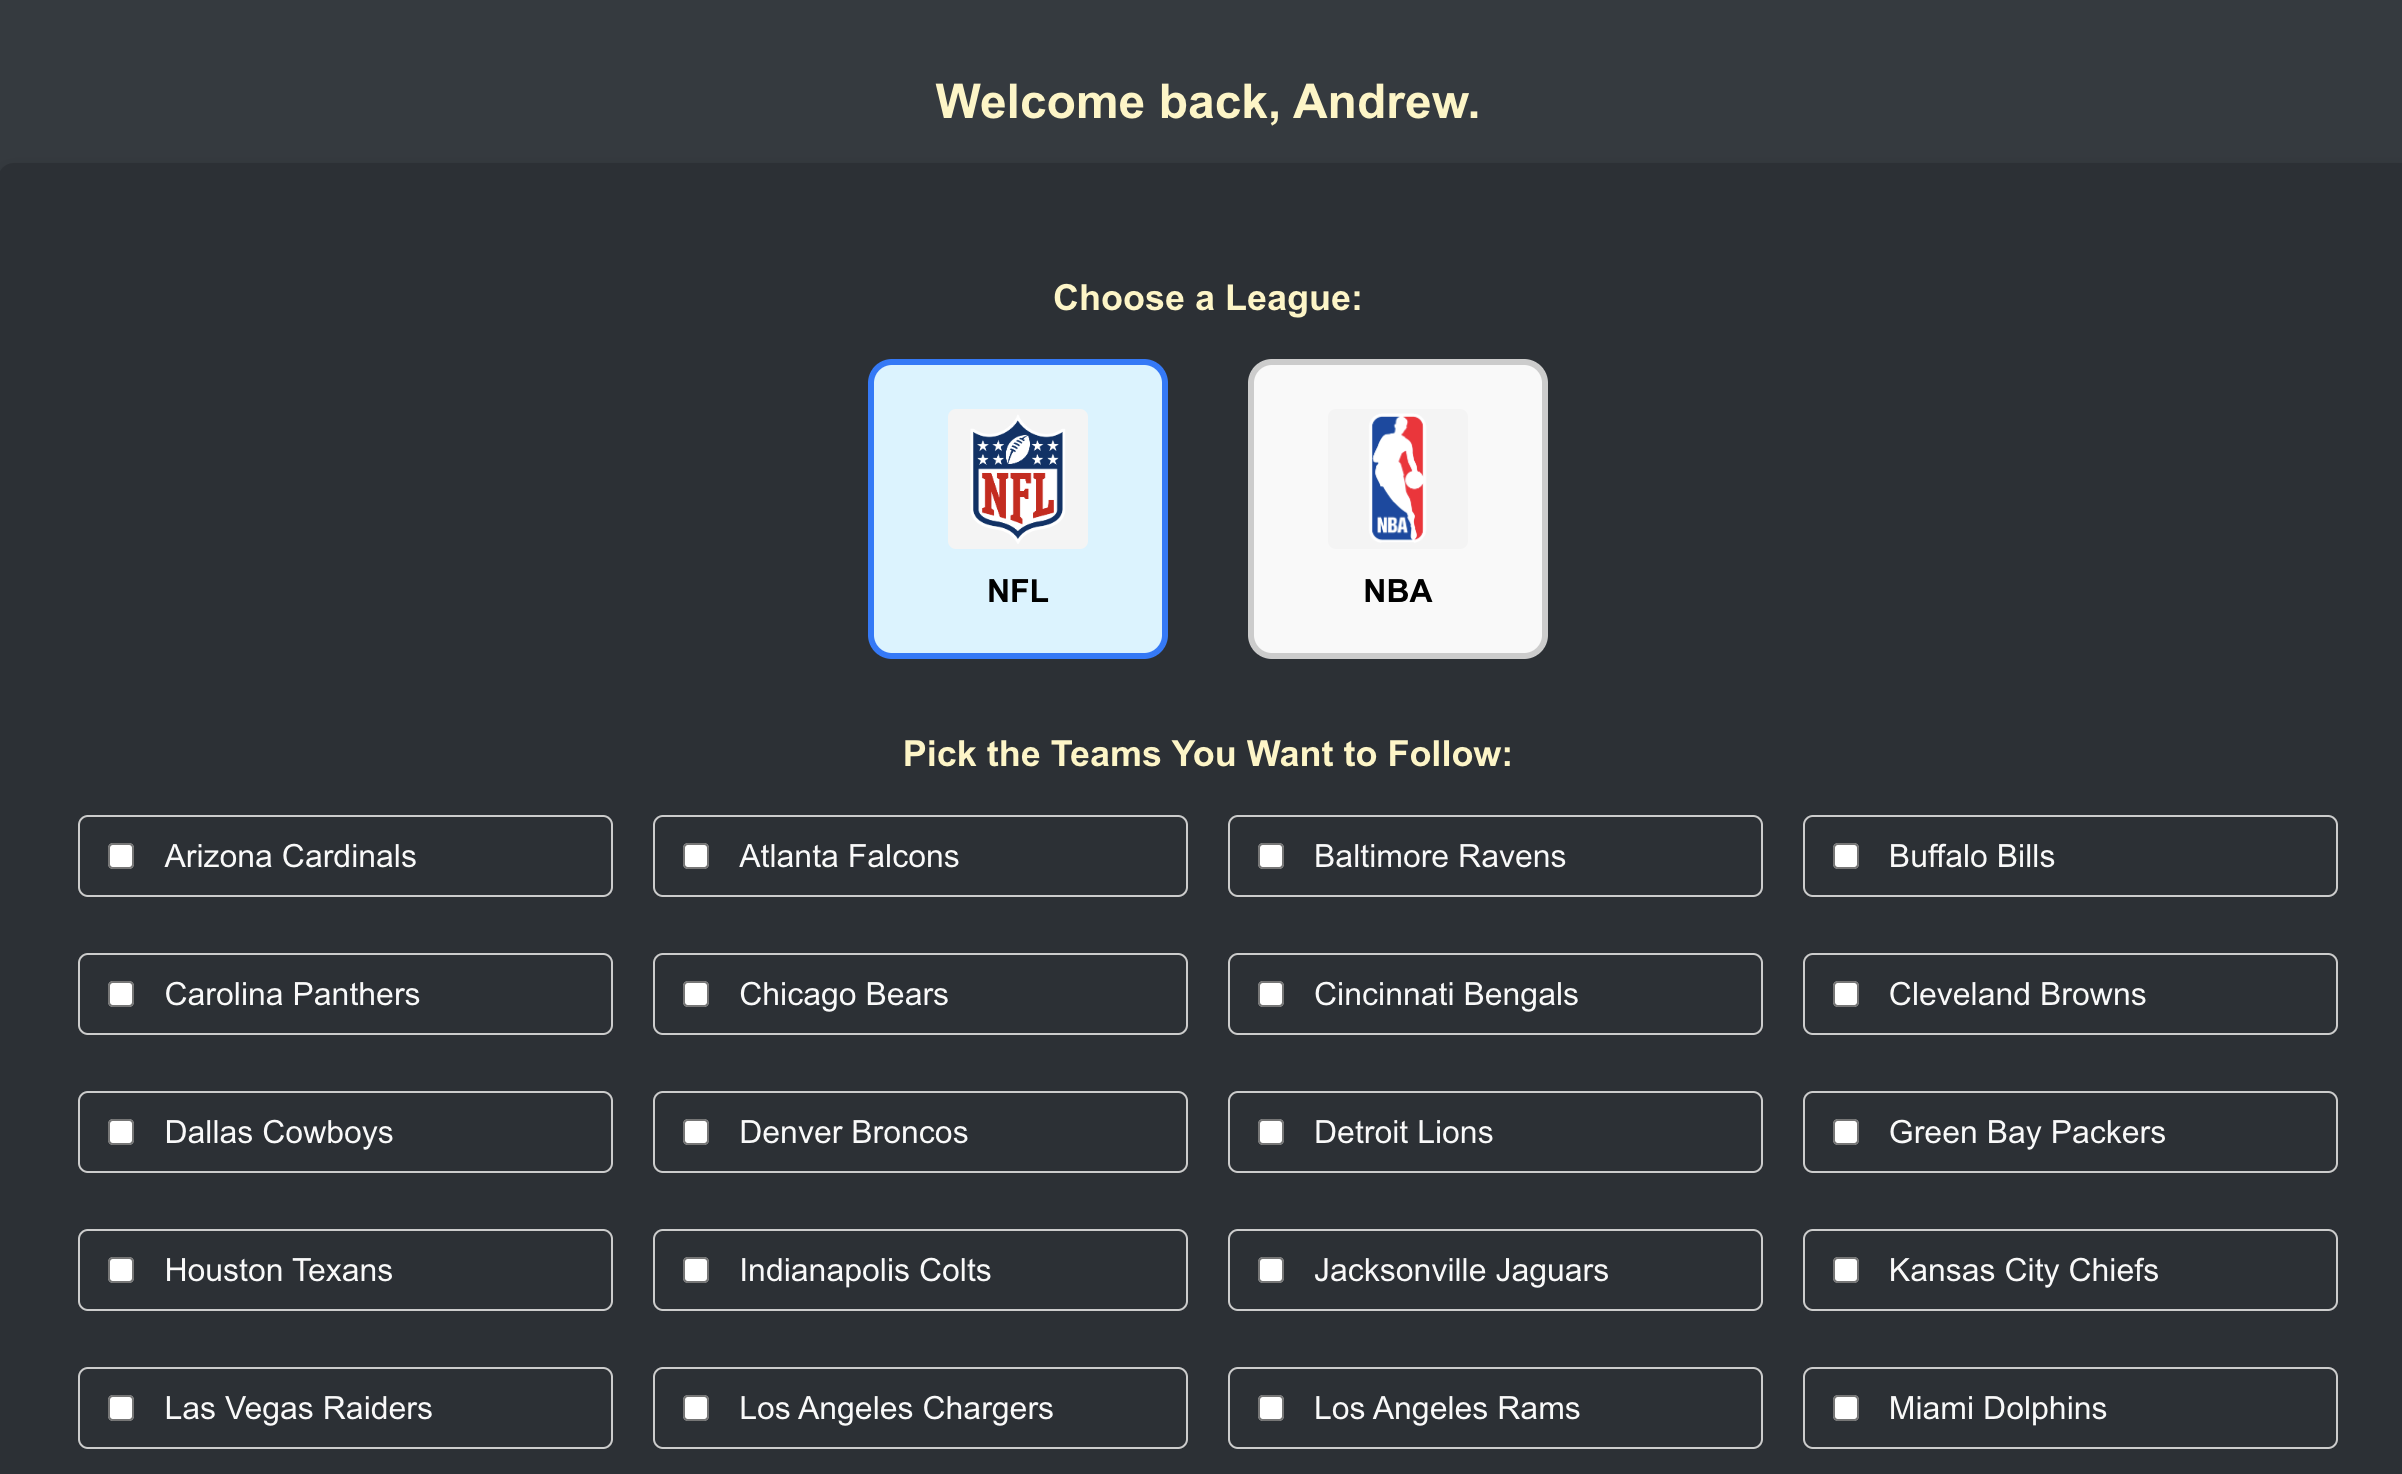 Welcome back, Andrew.
Choose a League:
NFL
NBA
NFL
NBA
Pick the Teams You Want to Follow:
Arizona Cardinals
Atlanta Falcons
Baltimore Ravens
Buffalo Bills
Carolina Panthers
Chicago Bears
Cincinnati Bengals
Cleveland Browns
Dallas Cowboys
Denver Broncos
Detroit Lions
Green Bay Packers
Houston Texans
Indianapolis Colts
Jacksonville Jaguars
Kansas City Chiefs
Las Vegas Raiders
Los Angeles Chargers
Los Angeles Rams
Miami Dolphins